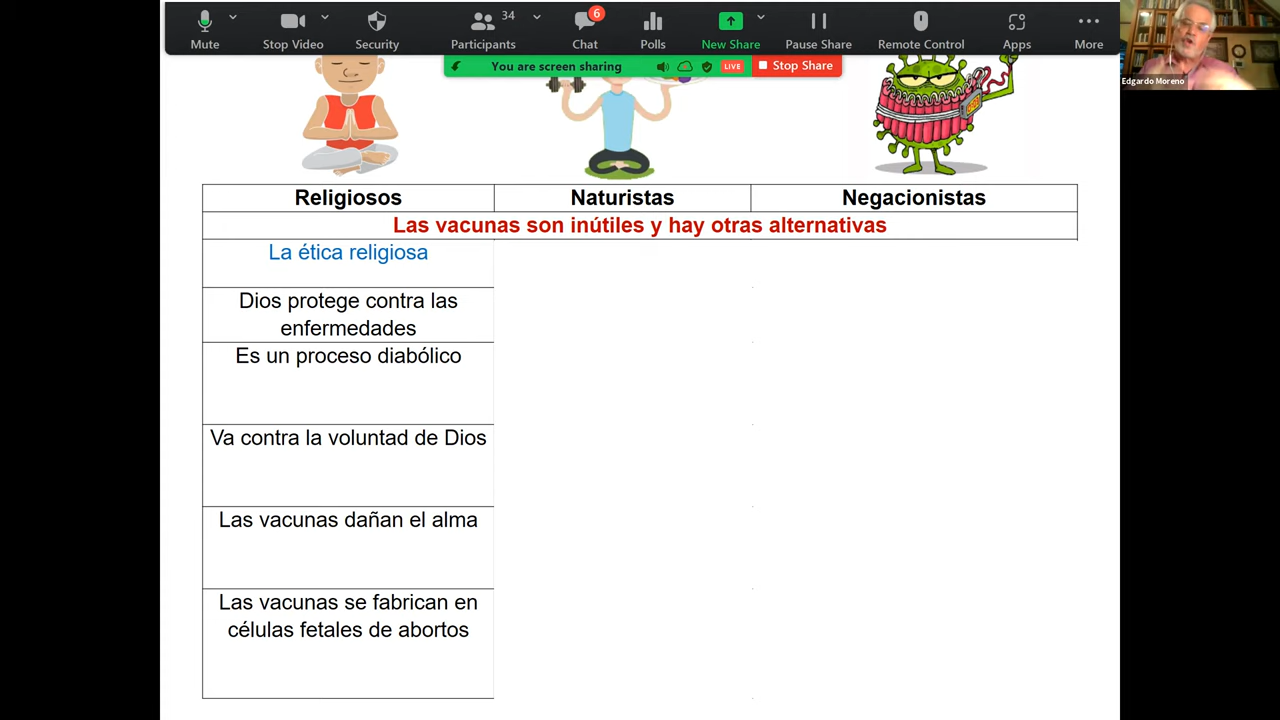 Mute
Stop Video
Security
34
Participants
6
Chat
Polls
New Share
Pause Share
Remote Control
Apps
More
You are screen sharing
LIVE
Stop Share
Edgardo Moreno
Religiosos
Naturistas
Negacionistas
Las vacunas son inútiles y hay otras alternativas
La ética religiosa
Dios protege contra las
enfermedades
Es un proceso diabólico
Va contra la voluntad de Dios
Las vacunas dañan el alma
Las vacunas se fabrican en
células fetales de abortos